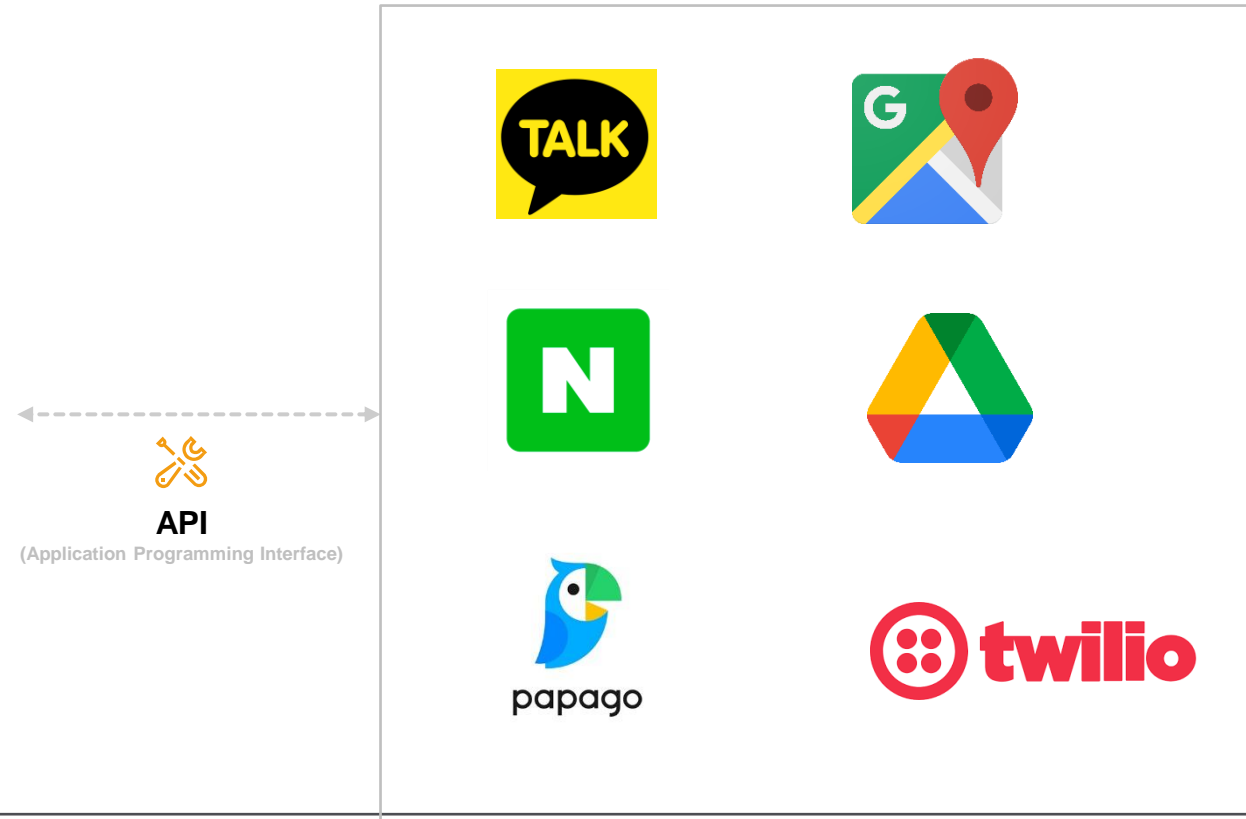 TALK
G
N
API
(Application Programming Interface)
papago
twilio